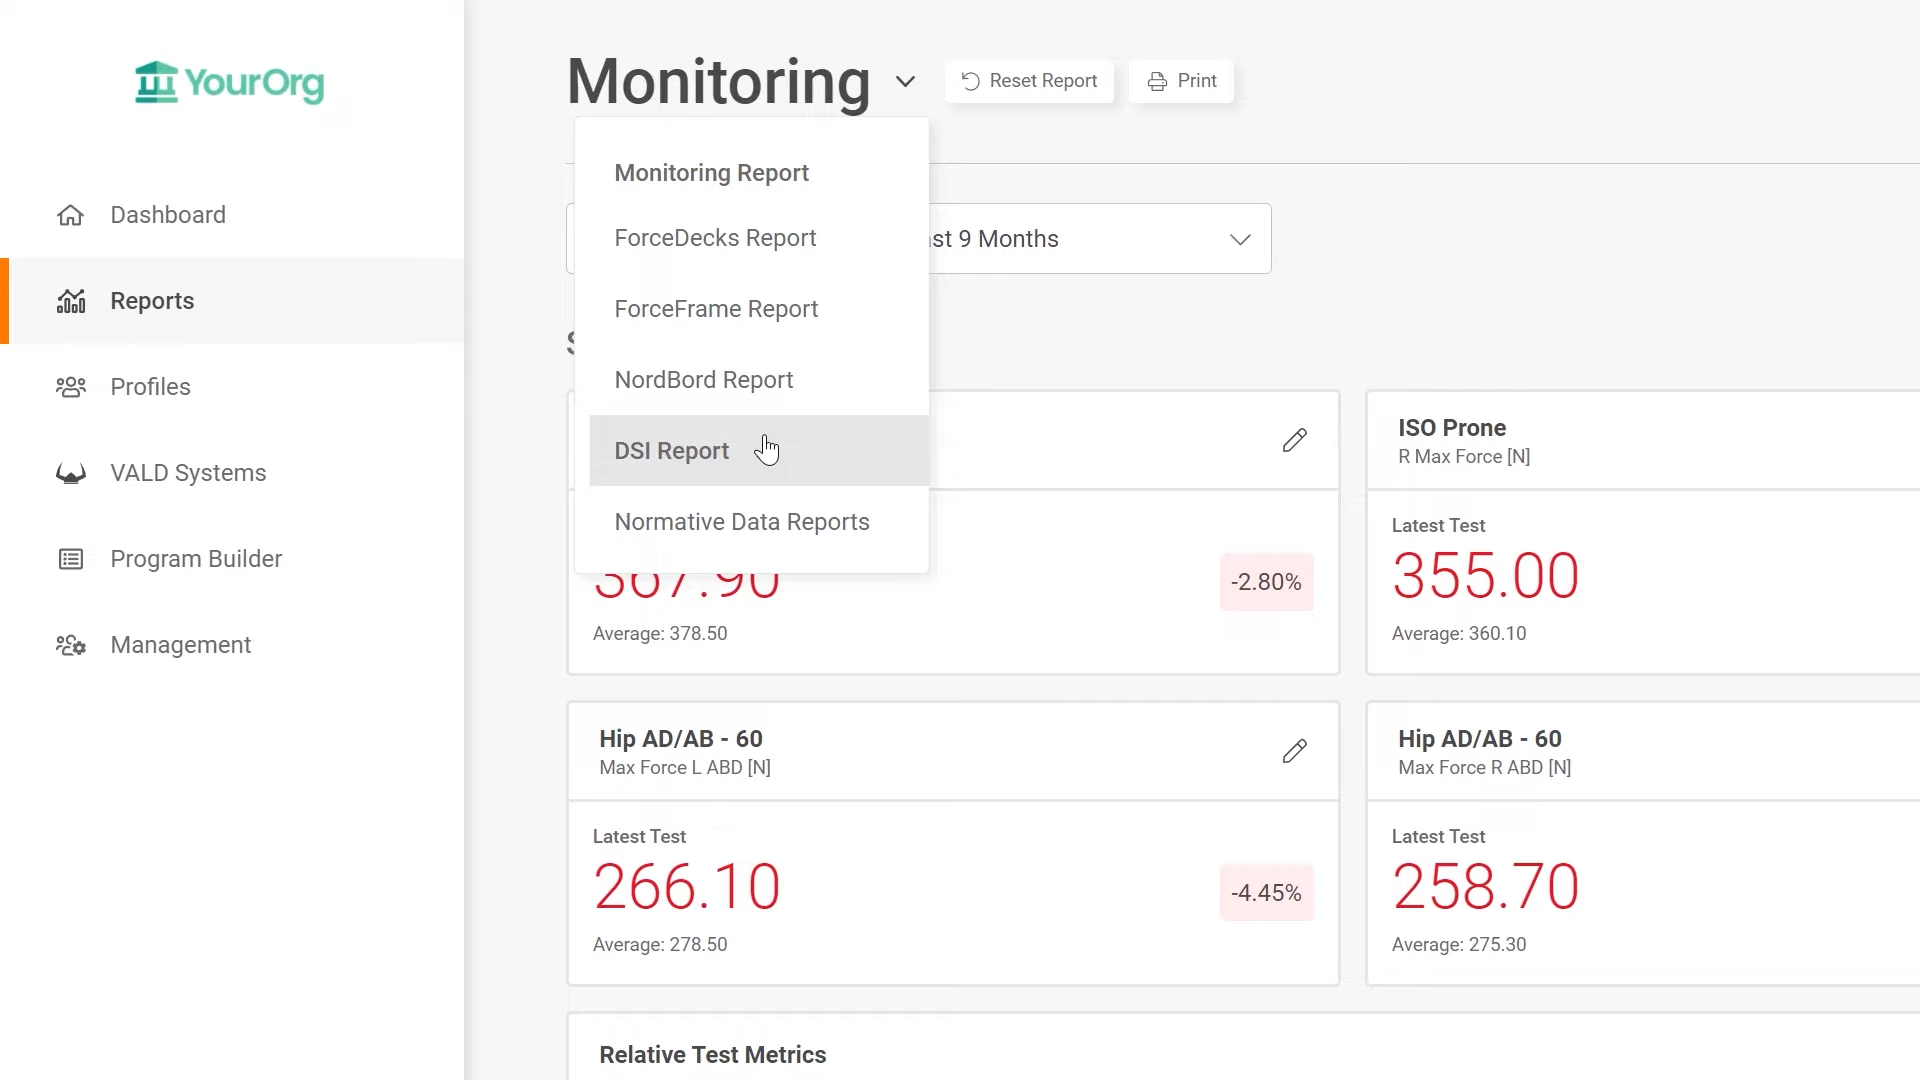 YourOrg
Dashboard
Reports
Profiles
VALD Systems
Program Builder
Management
Monitoring
Reset Report
Print
Monitoring Report
ForceDecks Report
ForceFrame Report
NordBord Report
DSI Report
Normative Data Reports
st 9 Months
367.90
-2.80%
Average: 378.50
ISO Prone
R Max Force [N]
Latest Test
355.00
Average: 360.10
Hip AD/AB - 60
Max Force L ABD [N]
Latest Test
266.10
-4.45%
Average: 278.50
Hip AD/AB - 60
Max Force R ABD [N]
Latest Test
258.70
Average: 275.30
Relative Test Metrics